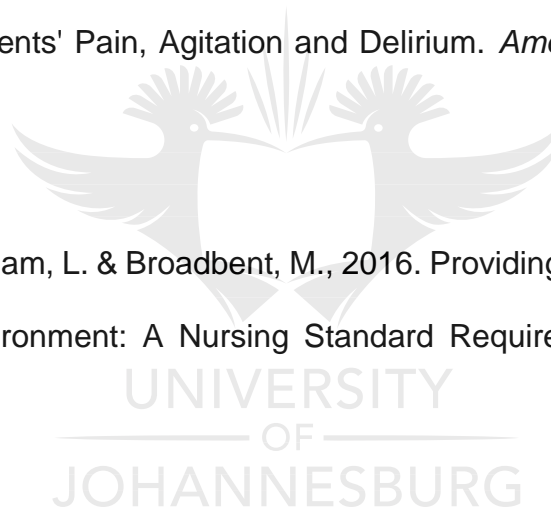 ents' Pain, Agitation and Delirium. Ame
am, L. & Broadbent, M., 2016. Providing
ronment: A Nursing Standard Require
UNIVERSITY
OF
JOHANNESBURG